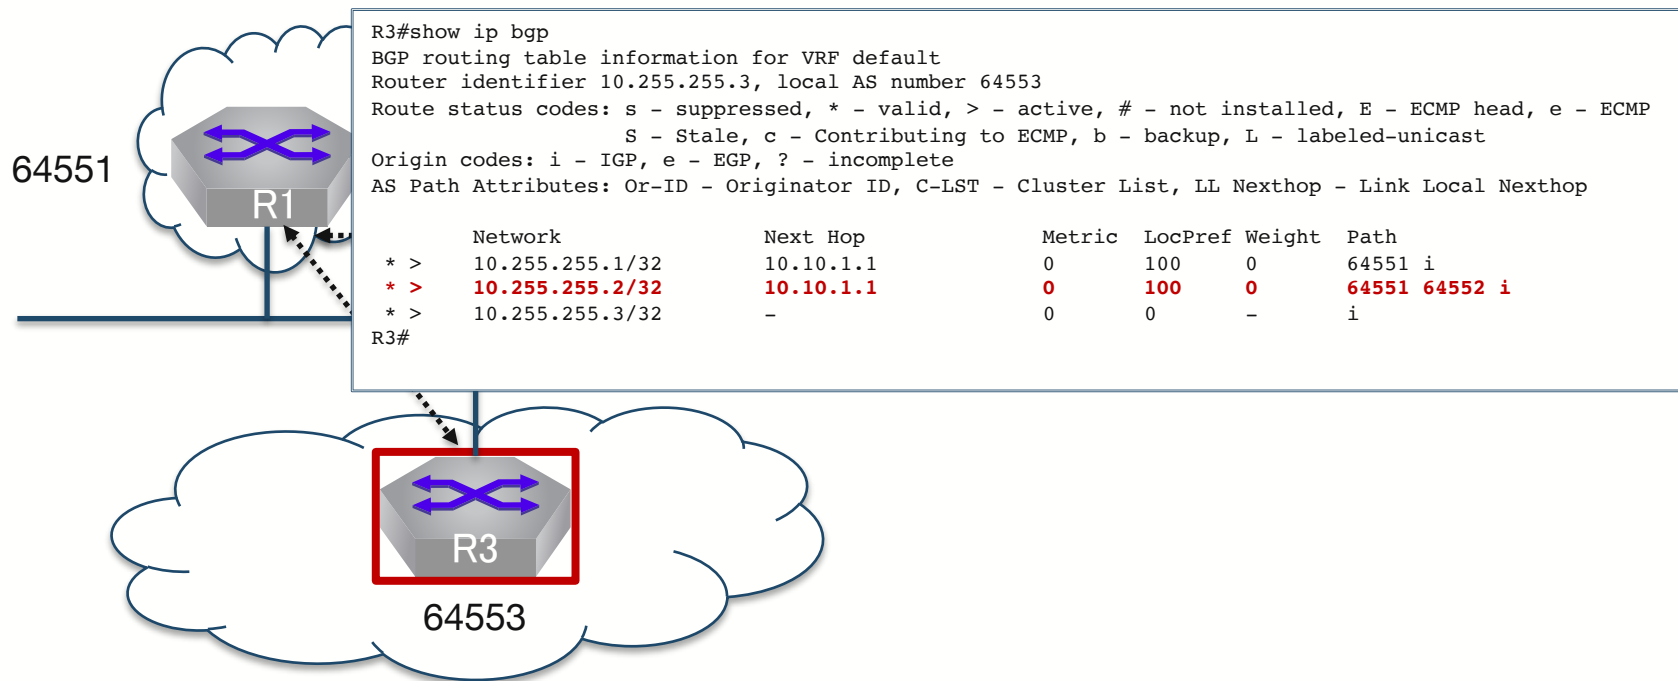 R3#show ip bgp
BGP routing table information for VRF default
Router identifier 10.255.255.3, local AS number 64553
Route status codes: s – suppressed, * – valid, > – active, # – not installed, E – ECMP head, e – ECMP
S – Stale, c – Contributing to ECMP, b – backup, L – labeled-unicast
Origin codes: i – IGP, e – EGP, ? – incomplete
AS Path Attributes: Or-ID – Originator ID, C-LST – Cluster List, LL Nexthop – Link Local Nexthop
Network Next Hop Metric LocPref Weight Path
* > 10.255.255.1/32 10.10.1.1 0 100 0 64551 i
* > 10.255.255.2/32 10.10.1.1 0 100 0 64551 64552 i
* > 10.255.255.3/32 – 0 0 – i
R3#
64551
R1
R3
64553